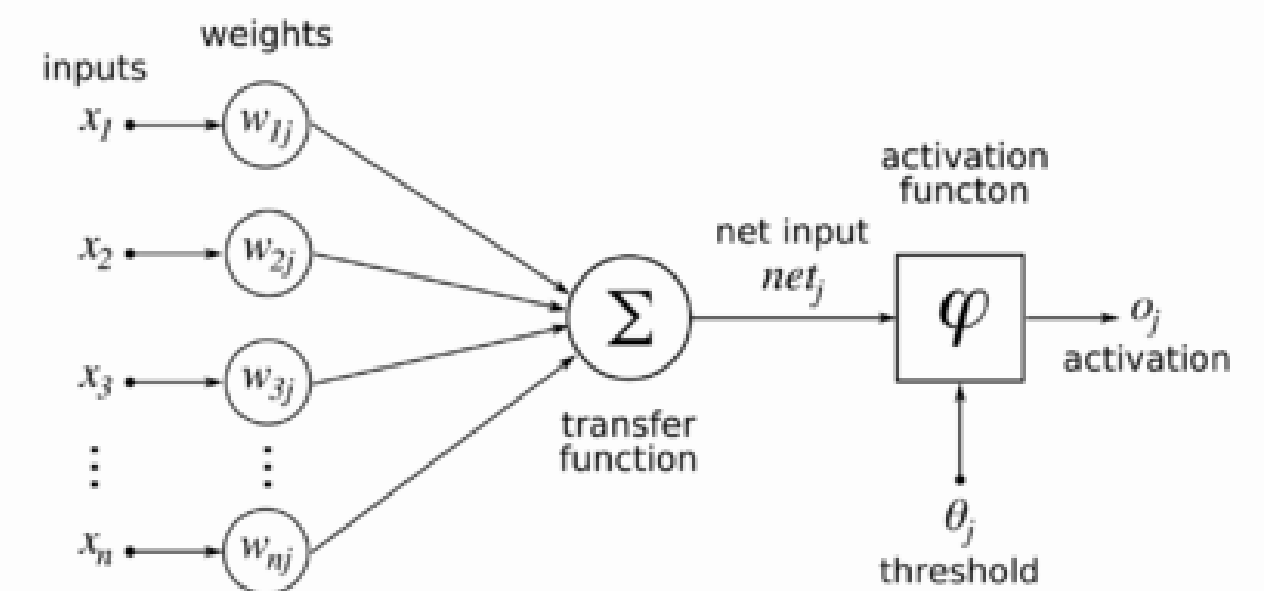 weights
inputs
x₁
w₁ⱼ
x₂
w₂ⱼ
x₃
w₃ⱼ
⋮
⋮
xₙ
wₙⱼ
Σ
transfer
function
net input
netⱼ
activation
functon
φ
oⱼ
activation
θⱼ
threshold